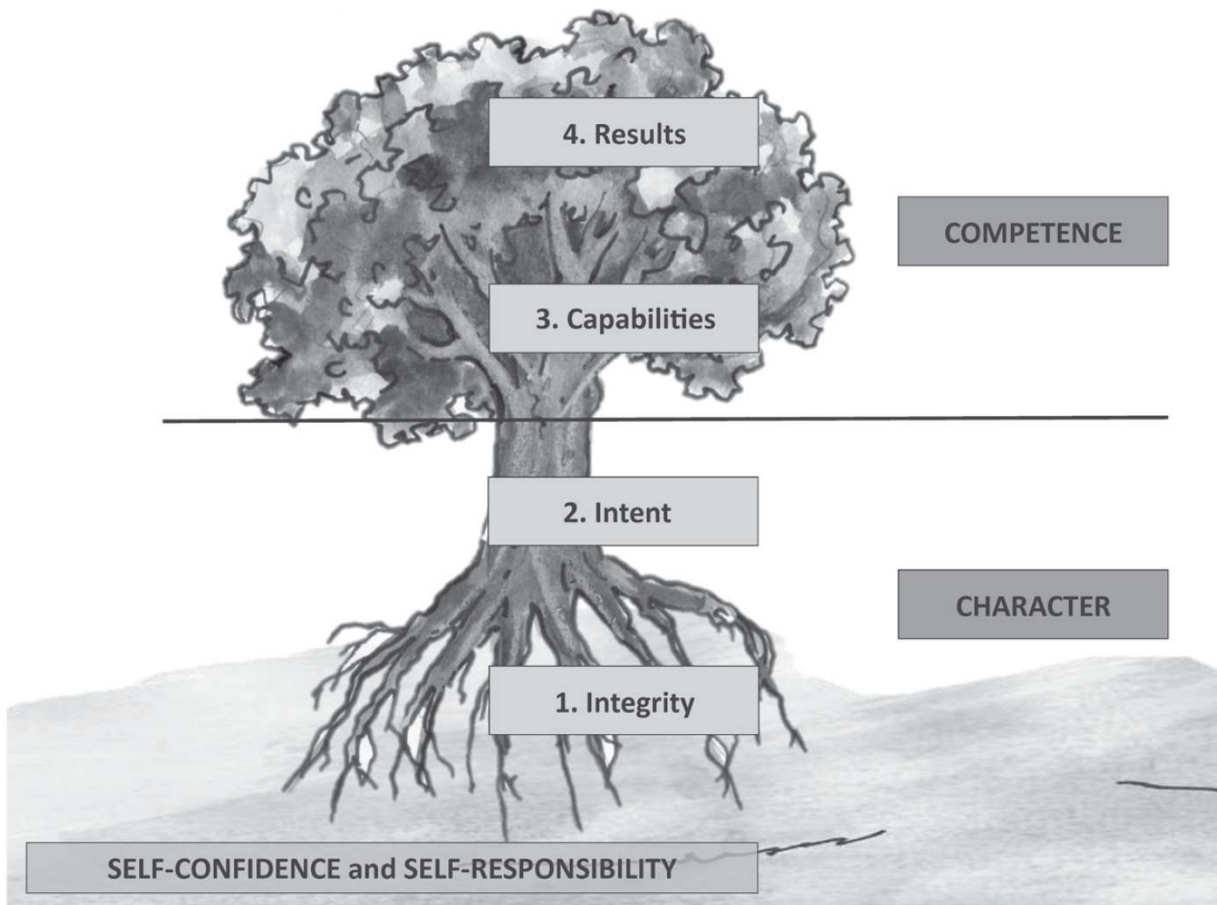 4. Results
COMPETENCE
3. Capabilities
2. Intent
CHARACTER
1. Integrity
SELF-CONFIDENCE and SELF-RESPONSIBILITY